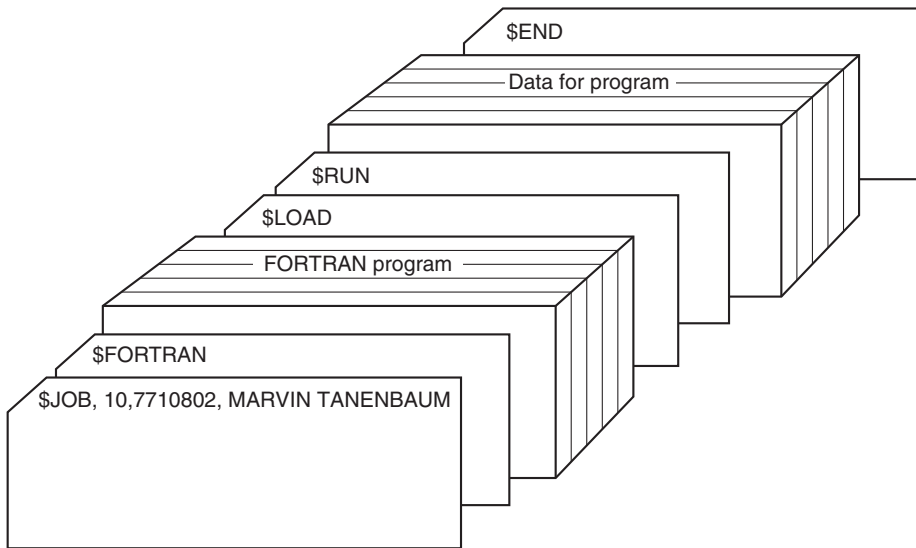 $END
Data for program
$RUN
$LOAD
FORTRAN program
$FORTRAN
$JOB, 10,7710802, MARVIN TANENBAUM